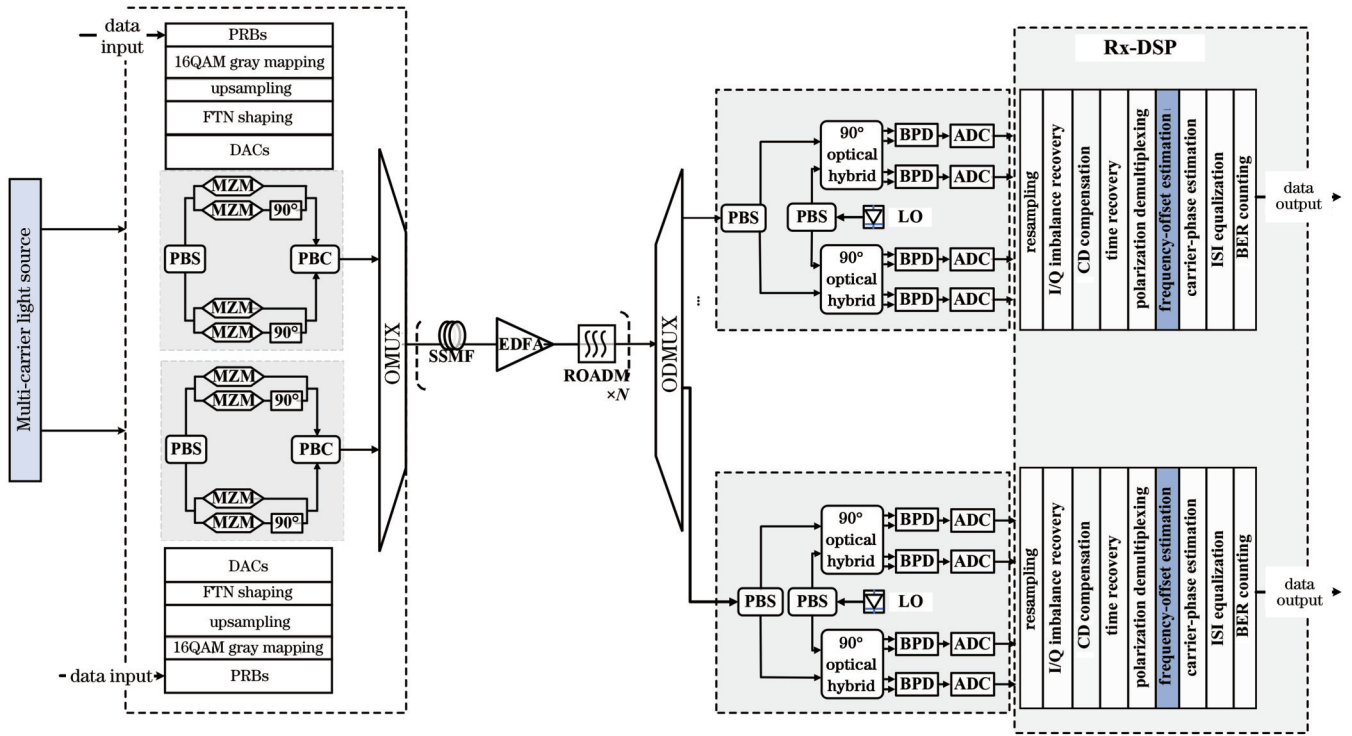 Multi-carrier light source
data
input
PRBs
16QAM gray mapping
upsampling
FTN shaping
DACs
MZM
MZM
90°
PBS
PBC
MZM
MZM
90°
MZM
MZM
90°
PBS
PBC
MZM
MZM
90°
DACs
FTN shaping
upsampling
16QAM gray mapping
data input
PRBs
OMUX
SSMF
EDFA
ROADM
×N
ODMUX
...
PBS
90°
optical
hybrid
BPD
ADC
BPD
ADC
PBS
LO
90°
optical
hybrid
BPD
ADC
BPD
ADC
Rx-DSP
resampling
I/Q imbalance recovery
CD compensation
time recovery
polarization demultiplexing
frequency-offset estimation
carrier-phase estimation
ISI equalization
BER counting
data
output
PBS
90°
optical
hybrid
BPD
ADC
BPD
ADC
PBS
LO
90°
optical
hybrid
BPD
ADC
BPD
ADC
resampling
I/Q imbalance recovery
CD compensation
time recovery
polarization demultiplexing
frequency-offset estimation
carrier-phase estimation
ISI equalization
BER counting
data
output